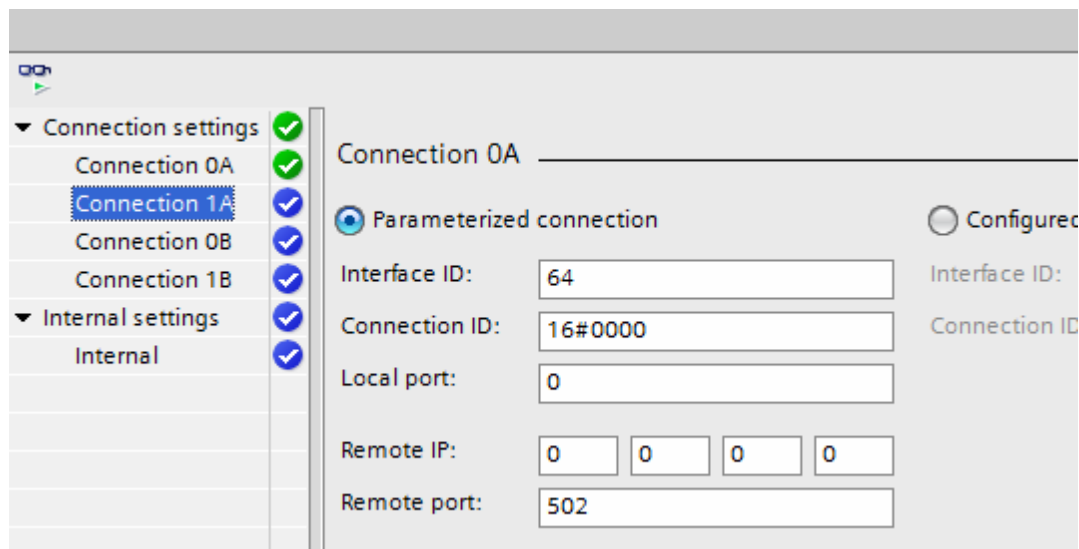 Connection settings
Connection 0A
Connection 1A
Connection 0B
Connection 1B
Internal settings
Internal
Connection 0A
Parameterized connection
Configured
Interface ID: 64
Interface ID:
Connection ID: 16#0000
Connection ID
Local port: 0
Remote IP: 0 0 0 0
Remote port: 502